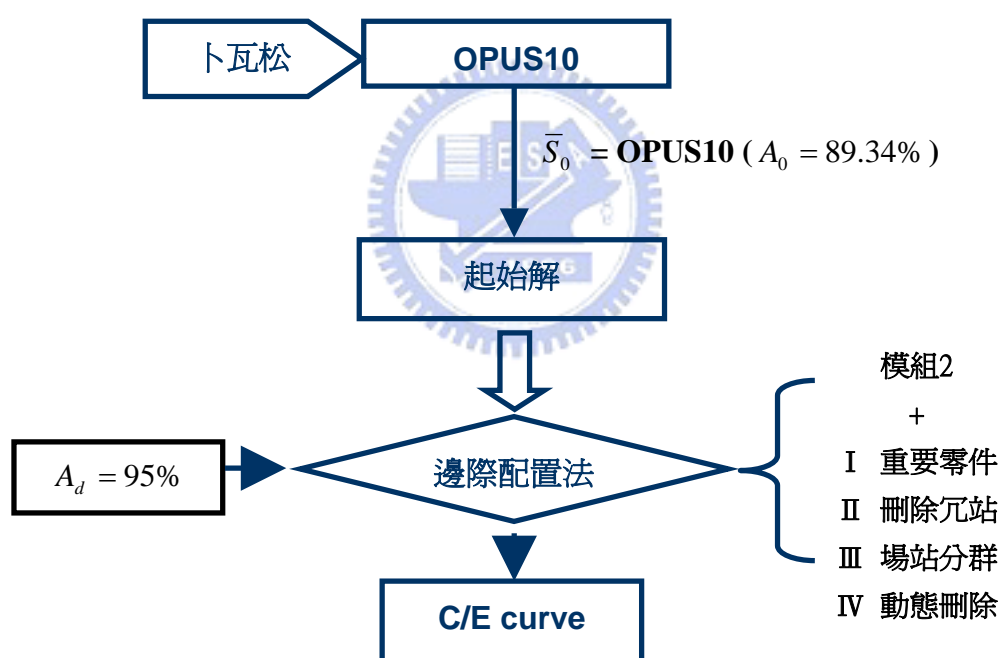 卜瓦松
OPUS10
S̅₀ = OPUS10 ( A₀ = 89.34% )
起始解
模組2
+
Ⅰ 重要零件
A_d = 95%
邊際配置法
Ⅱ 刪除冗站
Ⅲ 場站分群
Ⅳ 動態刪除
C/E curve